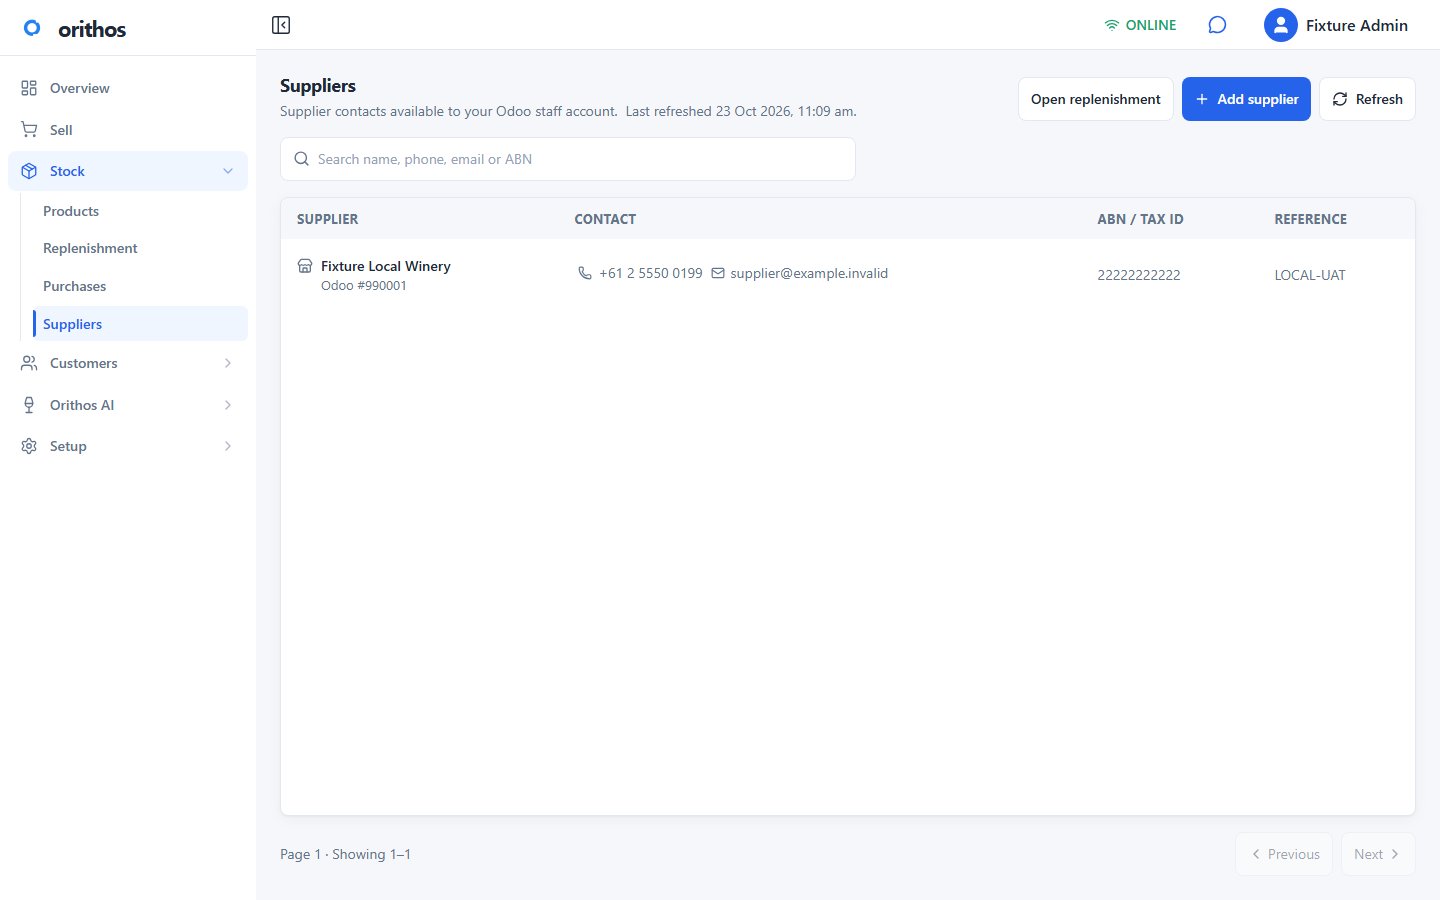 orithos
ONLINE
Fixture Admin
Overview
Sell
Stock
Products
Replenishment
Purchases
Suppliers
Customers
Orithos AI
Setup
Suppliers
Supplier contacts available to your Odoo staff account. Last refreshed 23 Oct 2026, 11:09 am.
Open replenishment
Add supplier
Refresh
Search name, phone, email or ABN
SUPPLIER CONTACT ABN / TAX ID REFERENCE
Fixture Local Winery
Odoo #990001
+61 2 5550 0199 supplier@example.invalid
22222222222
LOCAL-UAT
Page 1 · Showing 1–1
Previous
Next